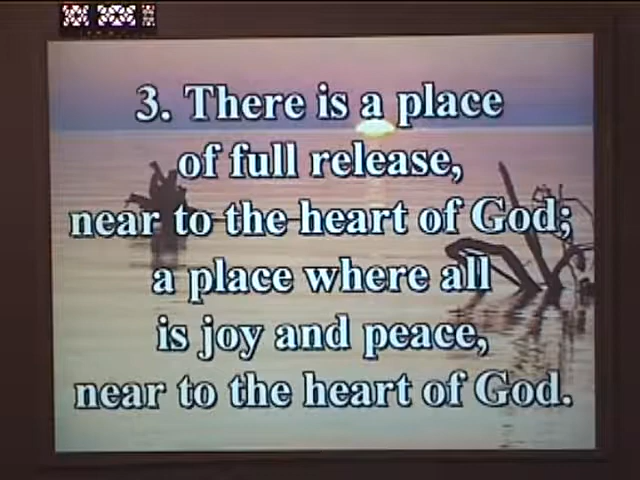 3. There is a place
of full release,
near to the heart of God;
a place where all
is joy and peace,
near to the heart of God.